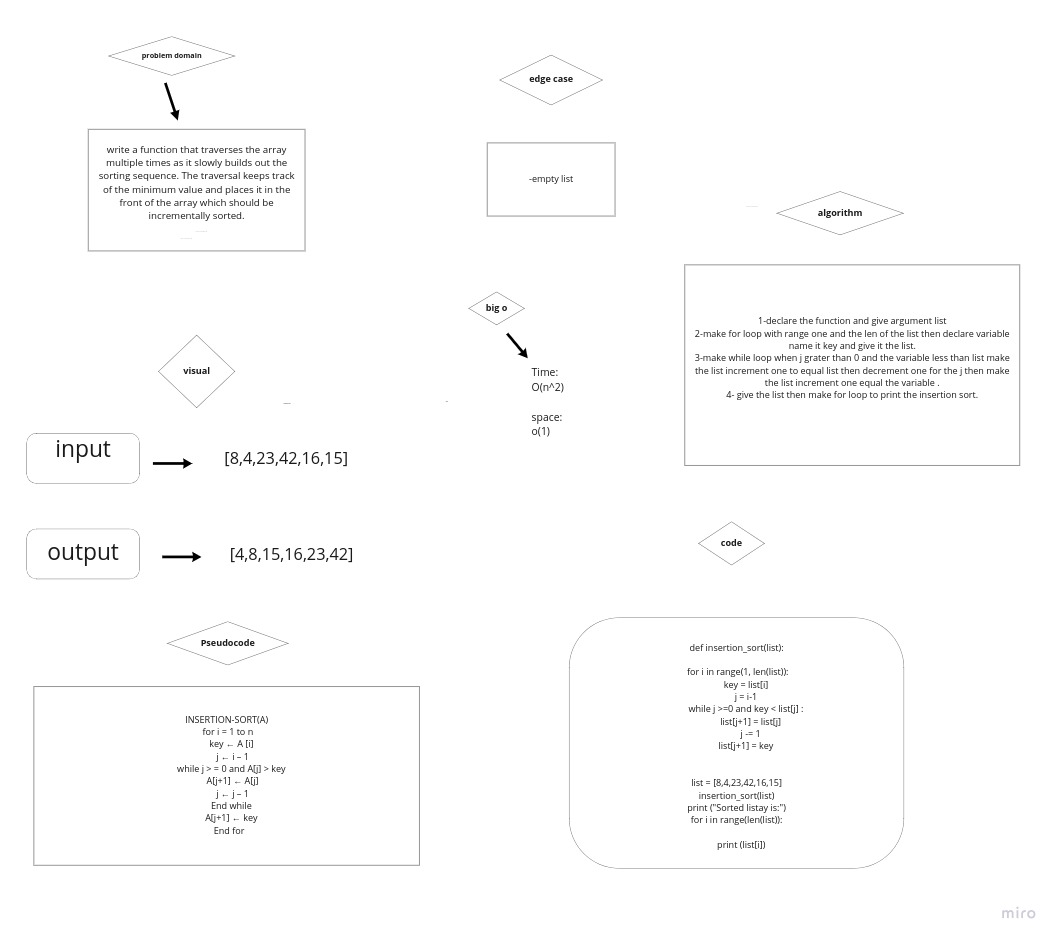 problem domain
write a function that traverses the array
multiple times as it slowly builds out the
sorting sequence. The traversal keeps track
of the minimum value and places it in the
front of the array which should be
incrementally sorted.
edge case
-empty list
algorithm
1-declare the function and give argument list
2-make for loop with range one and the len of the list then declare variable
name it key and give it the list.
3-make while loop when j grater than 0 and the variable less than list make
the list increment one to equal list then decrement one for the j then make
the list increment one equal the variable .
4- give the list then make for loop to print the insertion sort.
big o
Time:
O(n^2)
space:
o(1)
visual
input
[8,4,23,42,16,15]
output
[4,8,15,16,23,42]
Pseudocode
INSERTION-SORT(A)
for i = 1 to n
key ← A [i]
j ← i – 1
while j > = 0 and A[j] > key
A[j+1] ← A[j]
j ← j – 1
End while
A[j+1] ← key
End for
code
def insertion_sort(list):
for i in range(1, len(list)):
key = list[i]
j = i-1
while j >=0 and key < list[j] :
list[j+1] = list[j]
j -= 1
list[j+1] = key
list = [8,4,23,42,16,15]
insertion_sort(list)
print ("Sorted listay is:")
for i in range(len(list)):
print (list[i])
miro